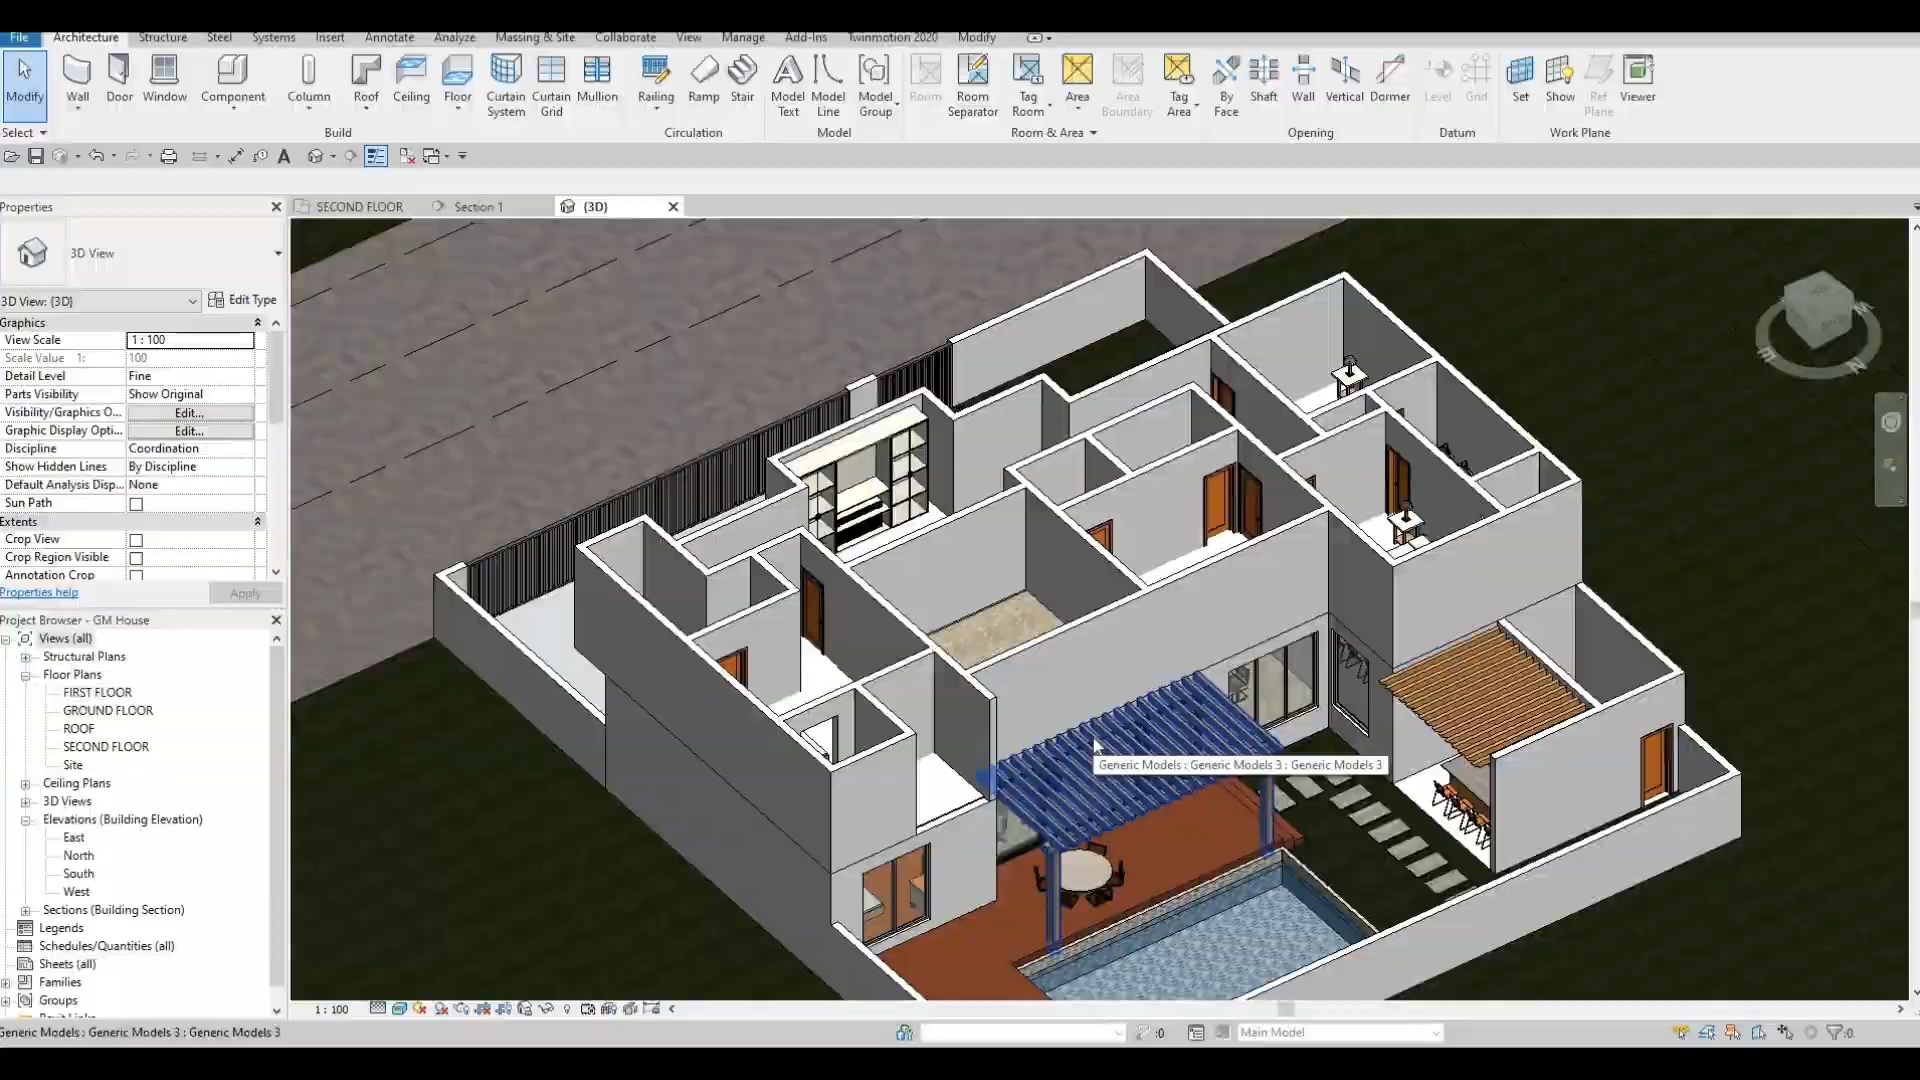 File Architecture Structure Steel Systems Insert Annotate Analyze Massing & Site Collaborate View Manage Add-Ins Twinmotion 2020 Modify
Modify Wall Door Window Component Column Roof Ceiling Floor Curtain System Curtain Grid Mullion Railing Ramp Stair Model Text Model Line Model Group Room Room Separator Tag Room Area Area Boundary Tag Area By Face Shaft Wall Vertical Dormer Level Grid Set Show Ref Plane Viewer
Select Build Circulation Model Room & Area Opening Datum Work Plane
Properties
SECOND FLOOR Section 1 (3D)
3D View
3D View: (3D) Edit Type
Graphics
View Scale 1 : 100
Scale Value 1: 100
Detail Level Fine
Parts Visibility Show Original
Visibility/Graphics O... Edit...
Graphic Display Opti... Edit...
Discipline Coordination
Show Hidden Lines By Discipline
Default Analysis Disp... None
Sun Path
Extents
Crop View
Crop Region Visible
Annotation Crop
Properties help Apply
Project Browser - GM House
Views (all)
Structural Plans
Floor Plans
FIRST FLOOR
GROUND FLOOR
ROOF
SECOND FLOOR
Site
Ceiling Plans
3D Views
Elevations (Building Elevation)
East
North
South
West
Sections (Building Section)
Legends
Schedules/Quantities (all)
Sheets (all)
Families
Groups
Generic Models : Generic Models 3 : Generic Models 3
1 : 100
Generic Models : Generic Models 3 : Generic Models 3
:0
Main Model
:0